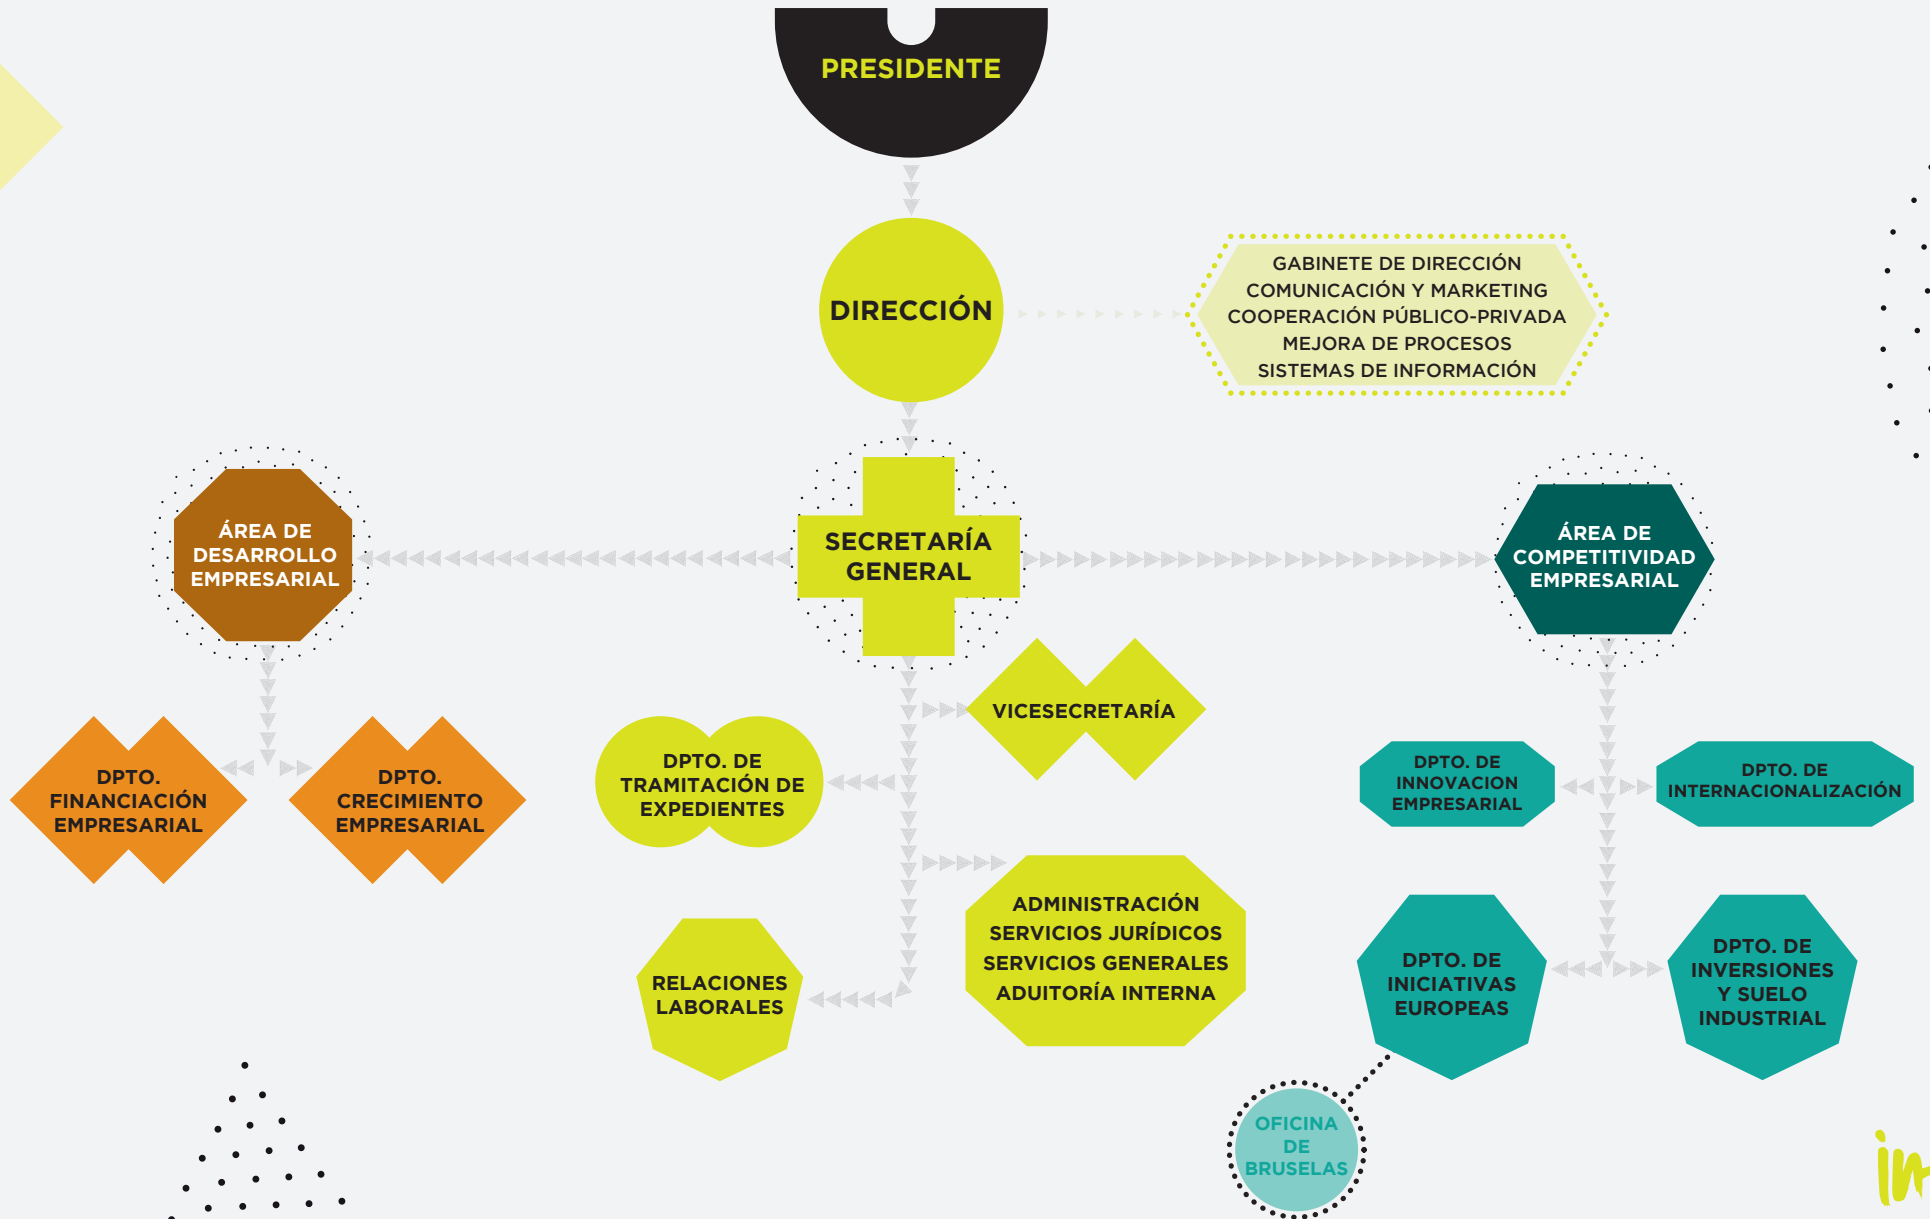 PRESIDENTE
DIRECCIÓN
GABINETE DE DIRECCIÓN
COMUNICACIÓN Y MARKETING
COOPERACIÓN PÚBLICO-PRIVADA
MEJORA DE PROCESOS
SISTEMAS DE INFORMACIÓN
ÁREA DE
DESARROLLO
EMPRESARIAL
SECRETARÍA
GENERAL
ÁREA DE
COMPETITIVIDAD
EMPRESARIAL
VICESECRETARÍA
DPTO.
FINANCIACIÓN
EMPRESARIAL
DPTO.
CRECIMIENTO
EMPRESARIAL
DPTO. DE
TRAMITACIÓN DE
EXPEDIENTES
DPTO. DE
INNOVACION
EMPRESARIAL
DPTO. DE
INTERNACIONALIZACIÓN
RELACIONES
LABORALES
ADMINISTRACIÓN
SERVICIOS JURÍDICOS
SERVICIOS GENERALES
ADUITORÍA INTERNA
DPTO. DE
INICIATIVAS
EUROPEAS
DPTO. DE
INVERSIONES
Y SUELO
INDUSTRIAL
OFICINA
DE
BRUSELAS